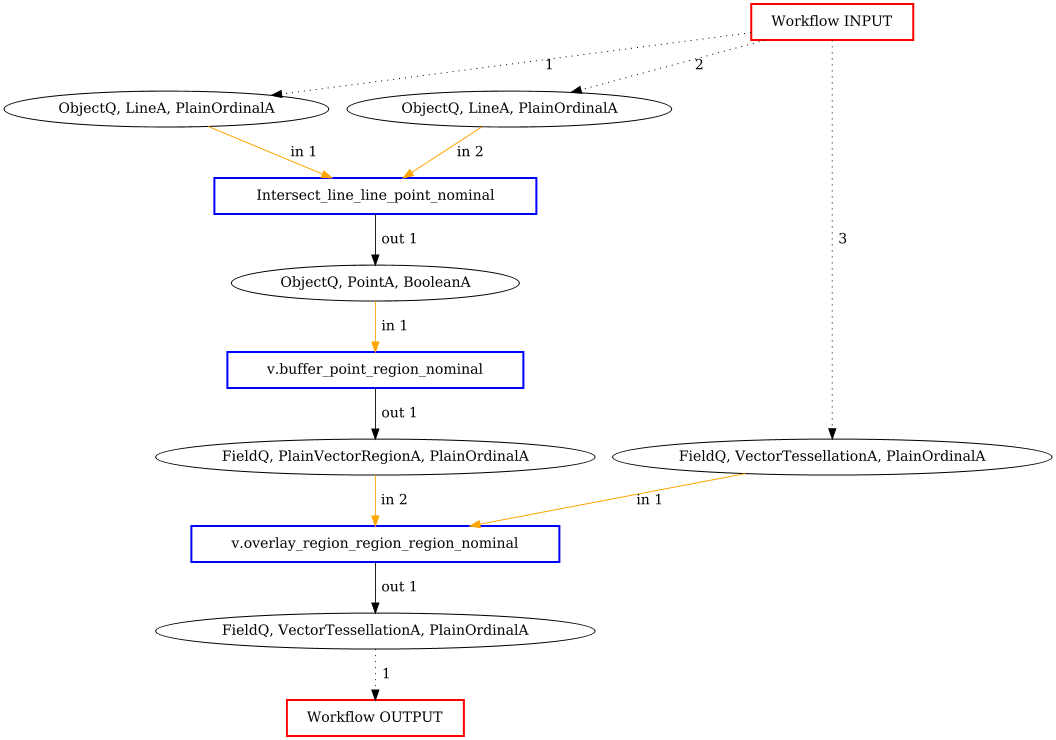 Workflow INPUT
1
2
ObjectQ, LineA, PlainOrdinalA
ObjectQ, LineA, PlainOrdinalA
in 1
in 2
Intersect_line_line_point_nominal
out 1
3
ObjectQ, PointA, BooleanA
in 1
v.buffer_point_region_nominal
out 1
FieldQ, PlainVectorRegionA, PlainOrdinalA
FieldQ, VectorTessellationA, PlainOrdinalA
in 2
in 1
v.overlay_region_region_region_nominal
out 1
FieldQ, VectorTessellationA, PlainOrdinalA
1
Workflow OUTPUT